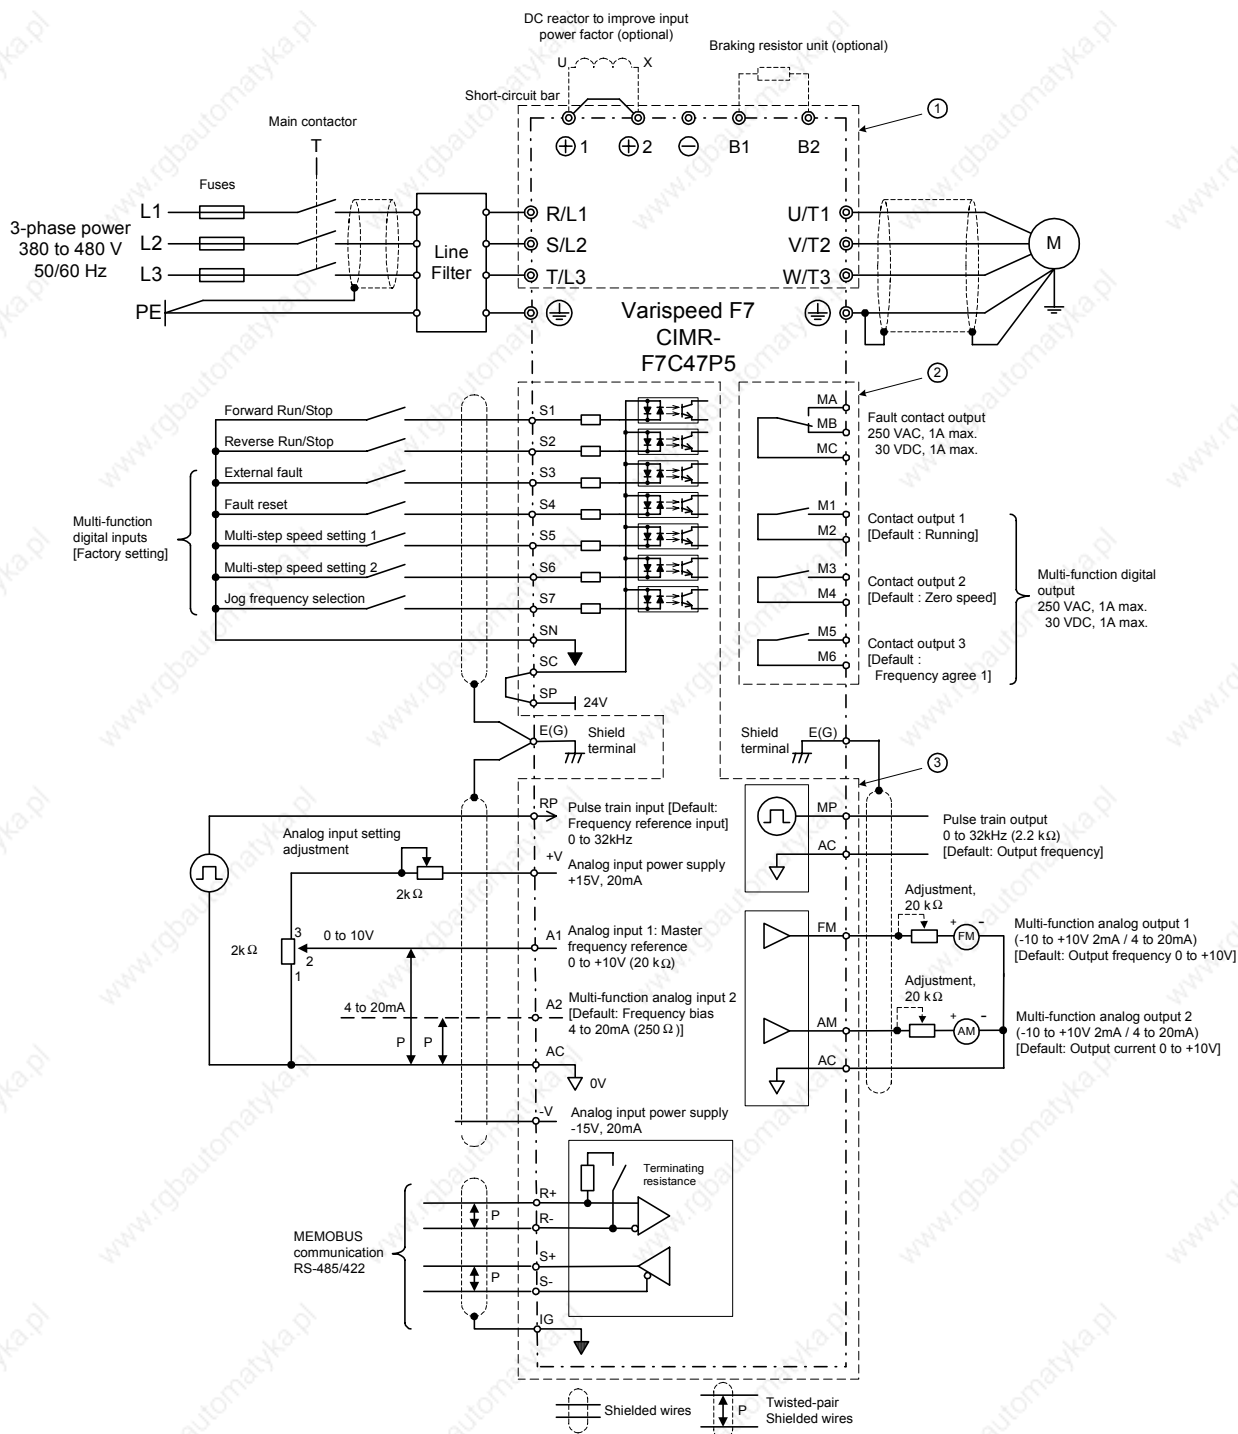 DC reactor to improve input
power factor (optional)
Braking resistor unit (optional)
U
X
Short-circuit bar
1
Main contactor
T
+ 1
+ 2
−
B1
B2
Fuses
3-phase power
380 to 480 V
50/60 Hz
L1
L2
L3
PE
Line
Filter
R/L1
S/L2
T/L3
U/T1
V/T2
W/T3
M
Varispeed F7
CIMR-
F7C47P5
2
Forward Run/Stop
Reverse Run/Stop
External fault
Fault reset
Multi-step speed setting 1
Multi-step speed setting 2
Jog frequency selection
Multi-function
digital inputs
[Factory setting]
S1
S2
S3
S4
S5
S6
S7
SN
SC
SP
24V
E(G)
Shield
terminal
MA
MB
MC
Fault contact output
250 VAC, 1A max.
30 VDC, 1A max.
M1
M2
Contact output 1
[Default : Running]
M3
M4
Contact output 2
[Default : Zero speed]
M5
M6
Contact output 3
[Default :
Frequency agree 1]
Multi-function digital
output
250 VAC, 1A max.
30 VDC, 1A max.
Shield
terminal
E(G)
3
Analog input setting
adjustment
2kΩ
2kΩ
3
2
1
0 to 10V
4 to 20mA
P
P
RP
Pulse train input [Default:
Frequency reference input]
0 to 32kHz
+V
Analog input power supply
+15V, 20mA
A1
Analog input 1: Master
frequency reference
0 to +10V (20 kΩ)
A2
Multi-function analog input 2
[Default: Frequency bias
4 to 20mA (250 Ω )]
AC
0V
-V
Analog input power supply
-15V, 20mA
MP
AC
Pulse train output
0 to 32kHz (2.2 kΩ)
[Default: Output frequency]
Adjustment,
20 kΩ
FM
+
−
FM
Multi-function analog output 1
(-10 to +10V 2mA / 4 to 20mA)
[Default: Output frequency 0 to +10V]
Adjustment,
20 kΩ
AM
+
−
AM
AC
Multi-function analog output 2
(-10 to +10V 2mA / 4 to 20mA)
[Default: Output current 0 to +10V]
MEMOBUS
communication
RS-485/422
P
P
R+
R-
S+
S-
IG
Terminating
resistance
Shielded wires
P
Twisted-pair
Shielded wires
www.rgbautomatyka.pl